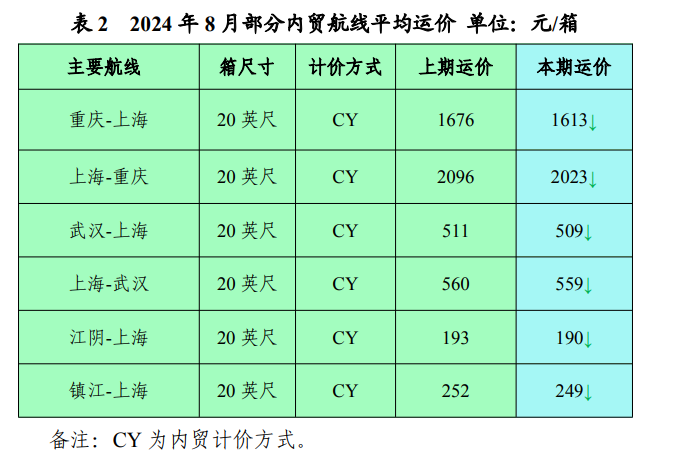 表 2 2024 年 8 月部分内贸航线平均运价 单位：元/箱
主要航线 箱尺寸 计价方式 上期运价 本期运价
重庆-上海 20 英尺 CY 1676 1613↓
上海-重庆 20 英尺 CY 2096 2023↓
武汉-上海 20 英尺 CY 511 509↓
上海-武汉 20 英尺 CY 560 559↓
江阴-上海 20 英尺 CY 193 190↓
镇江-上海 20 英尺 CY 252 249↓
备注：CY 为内贸计价方式。